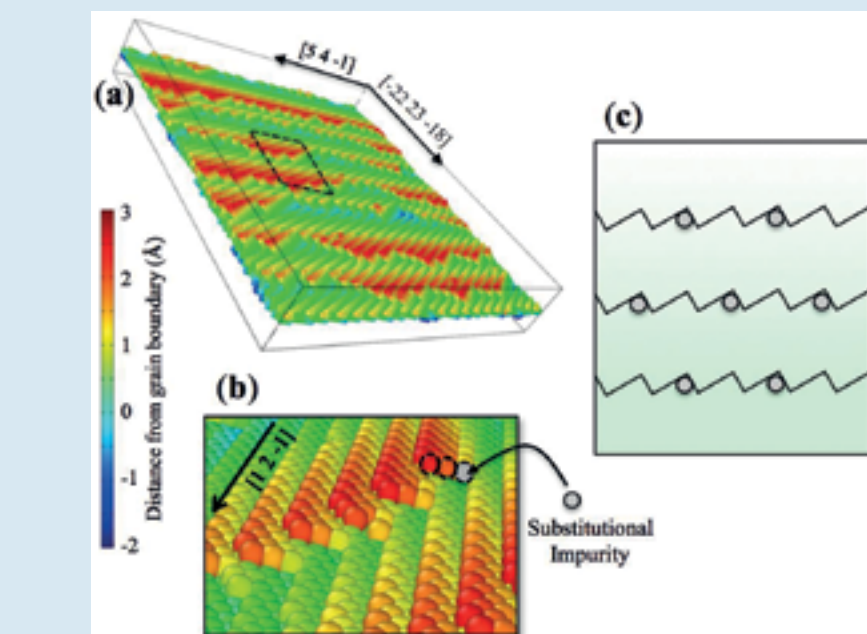 (a)
[5 4 -1]
[-22 23 -18]
3
2
1
0
-1
-2
Distance from grain boundary (Å)
(b)
[1 2 -1]
Substitutional
Impurity
(c)